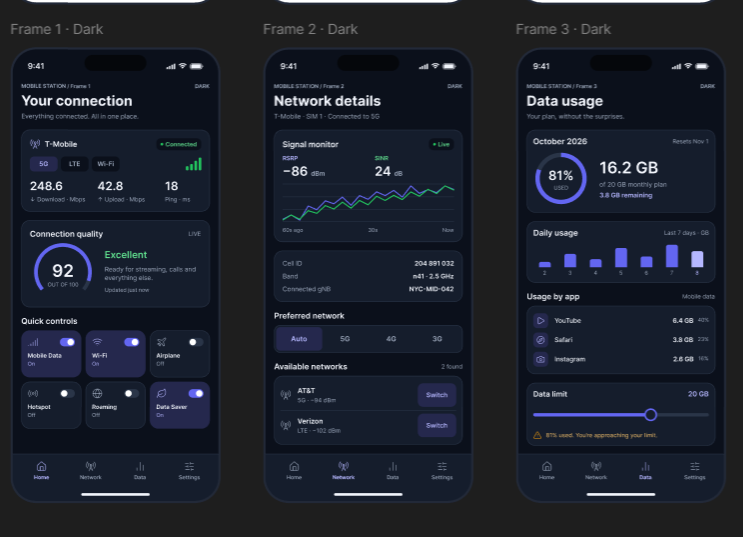 Frame 1 · Dark
9:41
MOBILE STATION / Frame 1
DARK
Your connection
Everything connected. All in one place.
T-Mobile
Connected
5G
LTE
Wi-Fi
248.6
42.8
18
↓ Download · Mbps
↑ Upload · Mbps
Ping · ms
Connection quality
LIVE
92
OUT OF 100
Excellent
Ready for streaming, calls and
everything else.
Updated just now
Quick controls
Mobile Data
On
Wi-Fi
On
Airplane
Off
Hotspot
Off
Roaming
Off
Data Saver
On
Home
Network
Data
Settings
Frame 2 · Dark
9:41
MOBILE STATION / Frame 2
DARK
Network details
T-Mobile · SIM 1 · Connected to 5G
Signal monitor
Live
RSRP
SINR
−86 dBm
24 dB
60s ago
30s
Now
Cell ID
204 891 032
Band
n41 · 2.5 GHz
Connected gNB
NYC-MID-042
Preferred network
Auto
5G
4G
3G
Available networks
2 found
AT&T
5G · −94 dBm
Switch
Verizon
LTE · −102 dBm
Switch
Home
Network
Data
Settings
Frame 3 · Dark
9:41
MOBILE STATION / Frame 3
DARK
Data usage
Your plan, without the surprises.
October 2026
Resets Nov 1
81%
USED
16.2 GB
of 20 GB monthly plan
3.8 GB remaining
Daily usage
Last 7 days · GB
2
3
4
5
6
7
8
Usage by app
Mobile data
YouTube
6.4 GB
40%
Safari
3.8 GB
23%
Instagram
2.6 GB
16%
Data limit
20 GB
81% used. You're approaching your limit.
Home
Network
Data
Settings